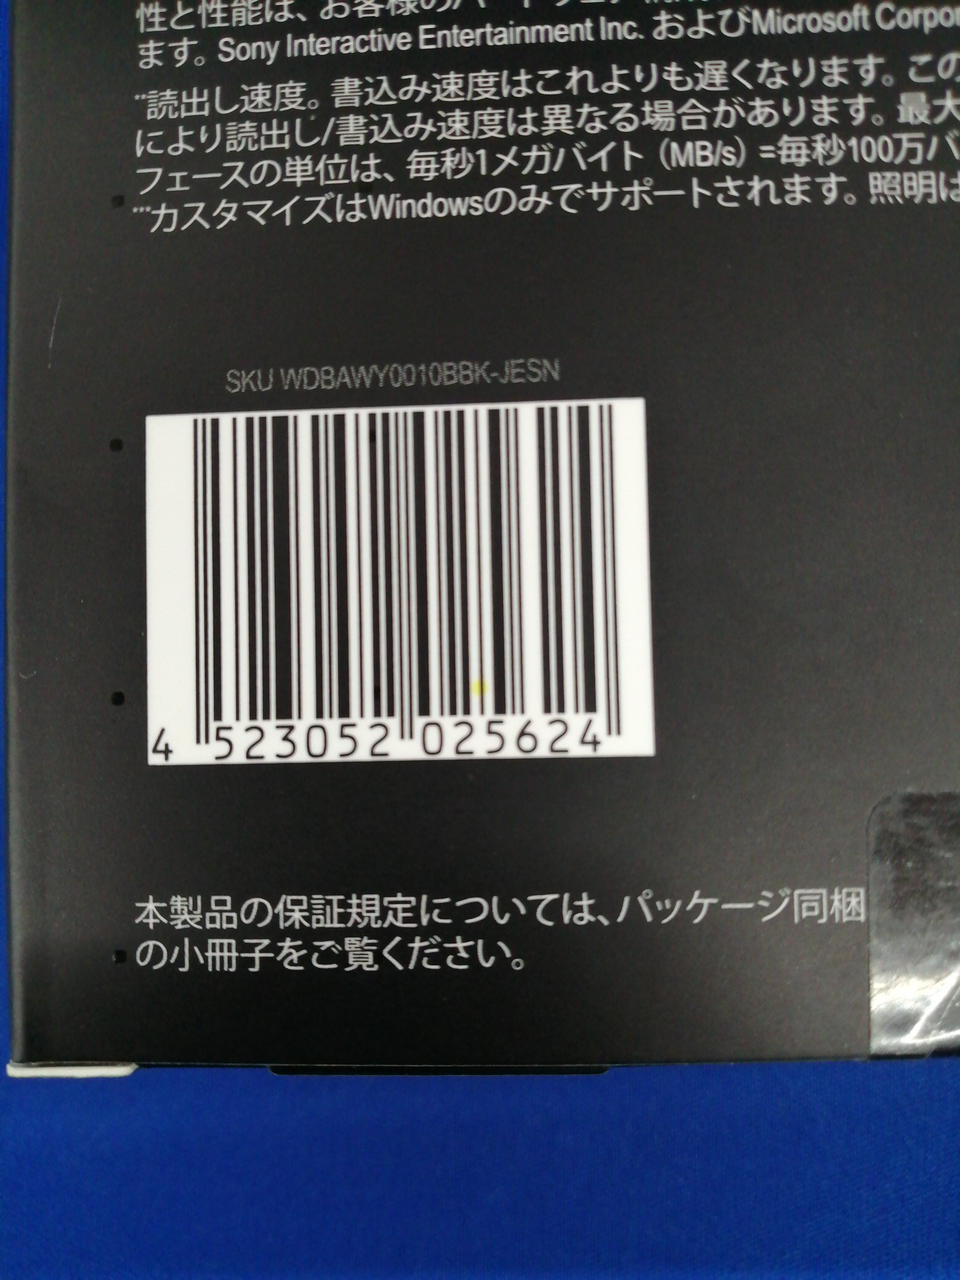 性と性能は、お客様の
ます。Sony Interactive Entertainment Inc. およびMicrosoft Corpor
**読出し速度。書込み速度はこれよりも遅くなります。この
により読出し/書込み速度は異なる場合があります。最大
フェースの単位は、毎秒1メガバイト（MB/s）=毎秒100万バ
***カスタマイズはWindowsのみでサポートされます。照明は
SKU WDBAWY0010BBK-JESN
4 523052 025624
本製品の保証規定については、パッケージ同梱
の小冊子をご覧ください。